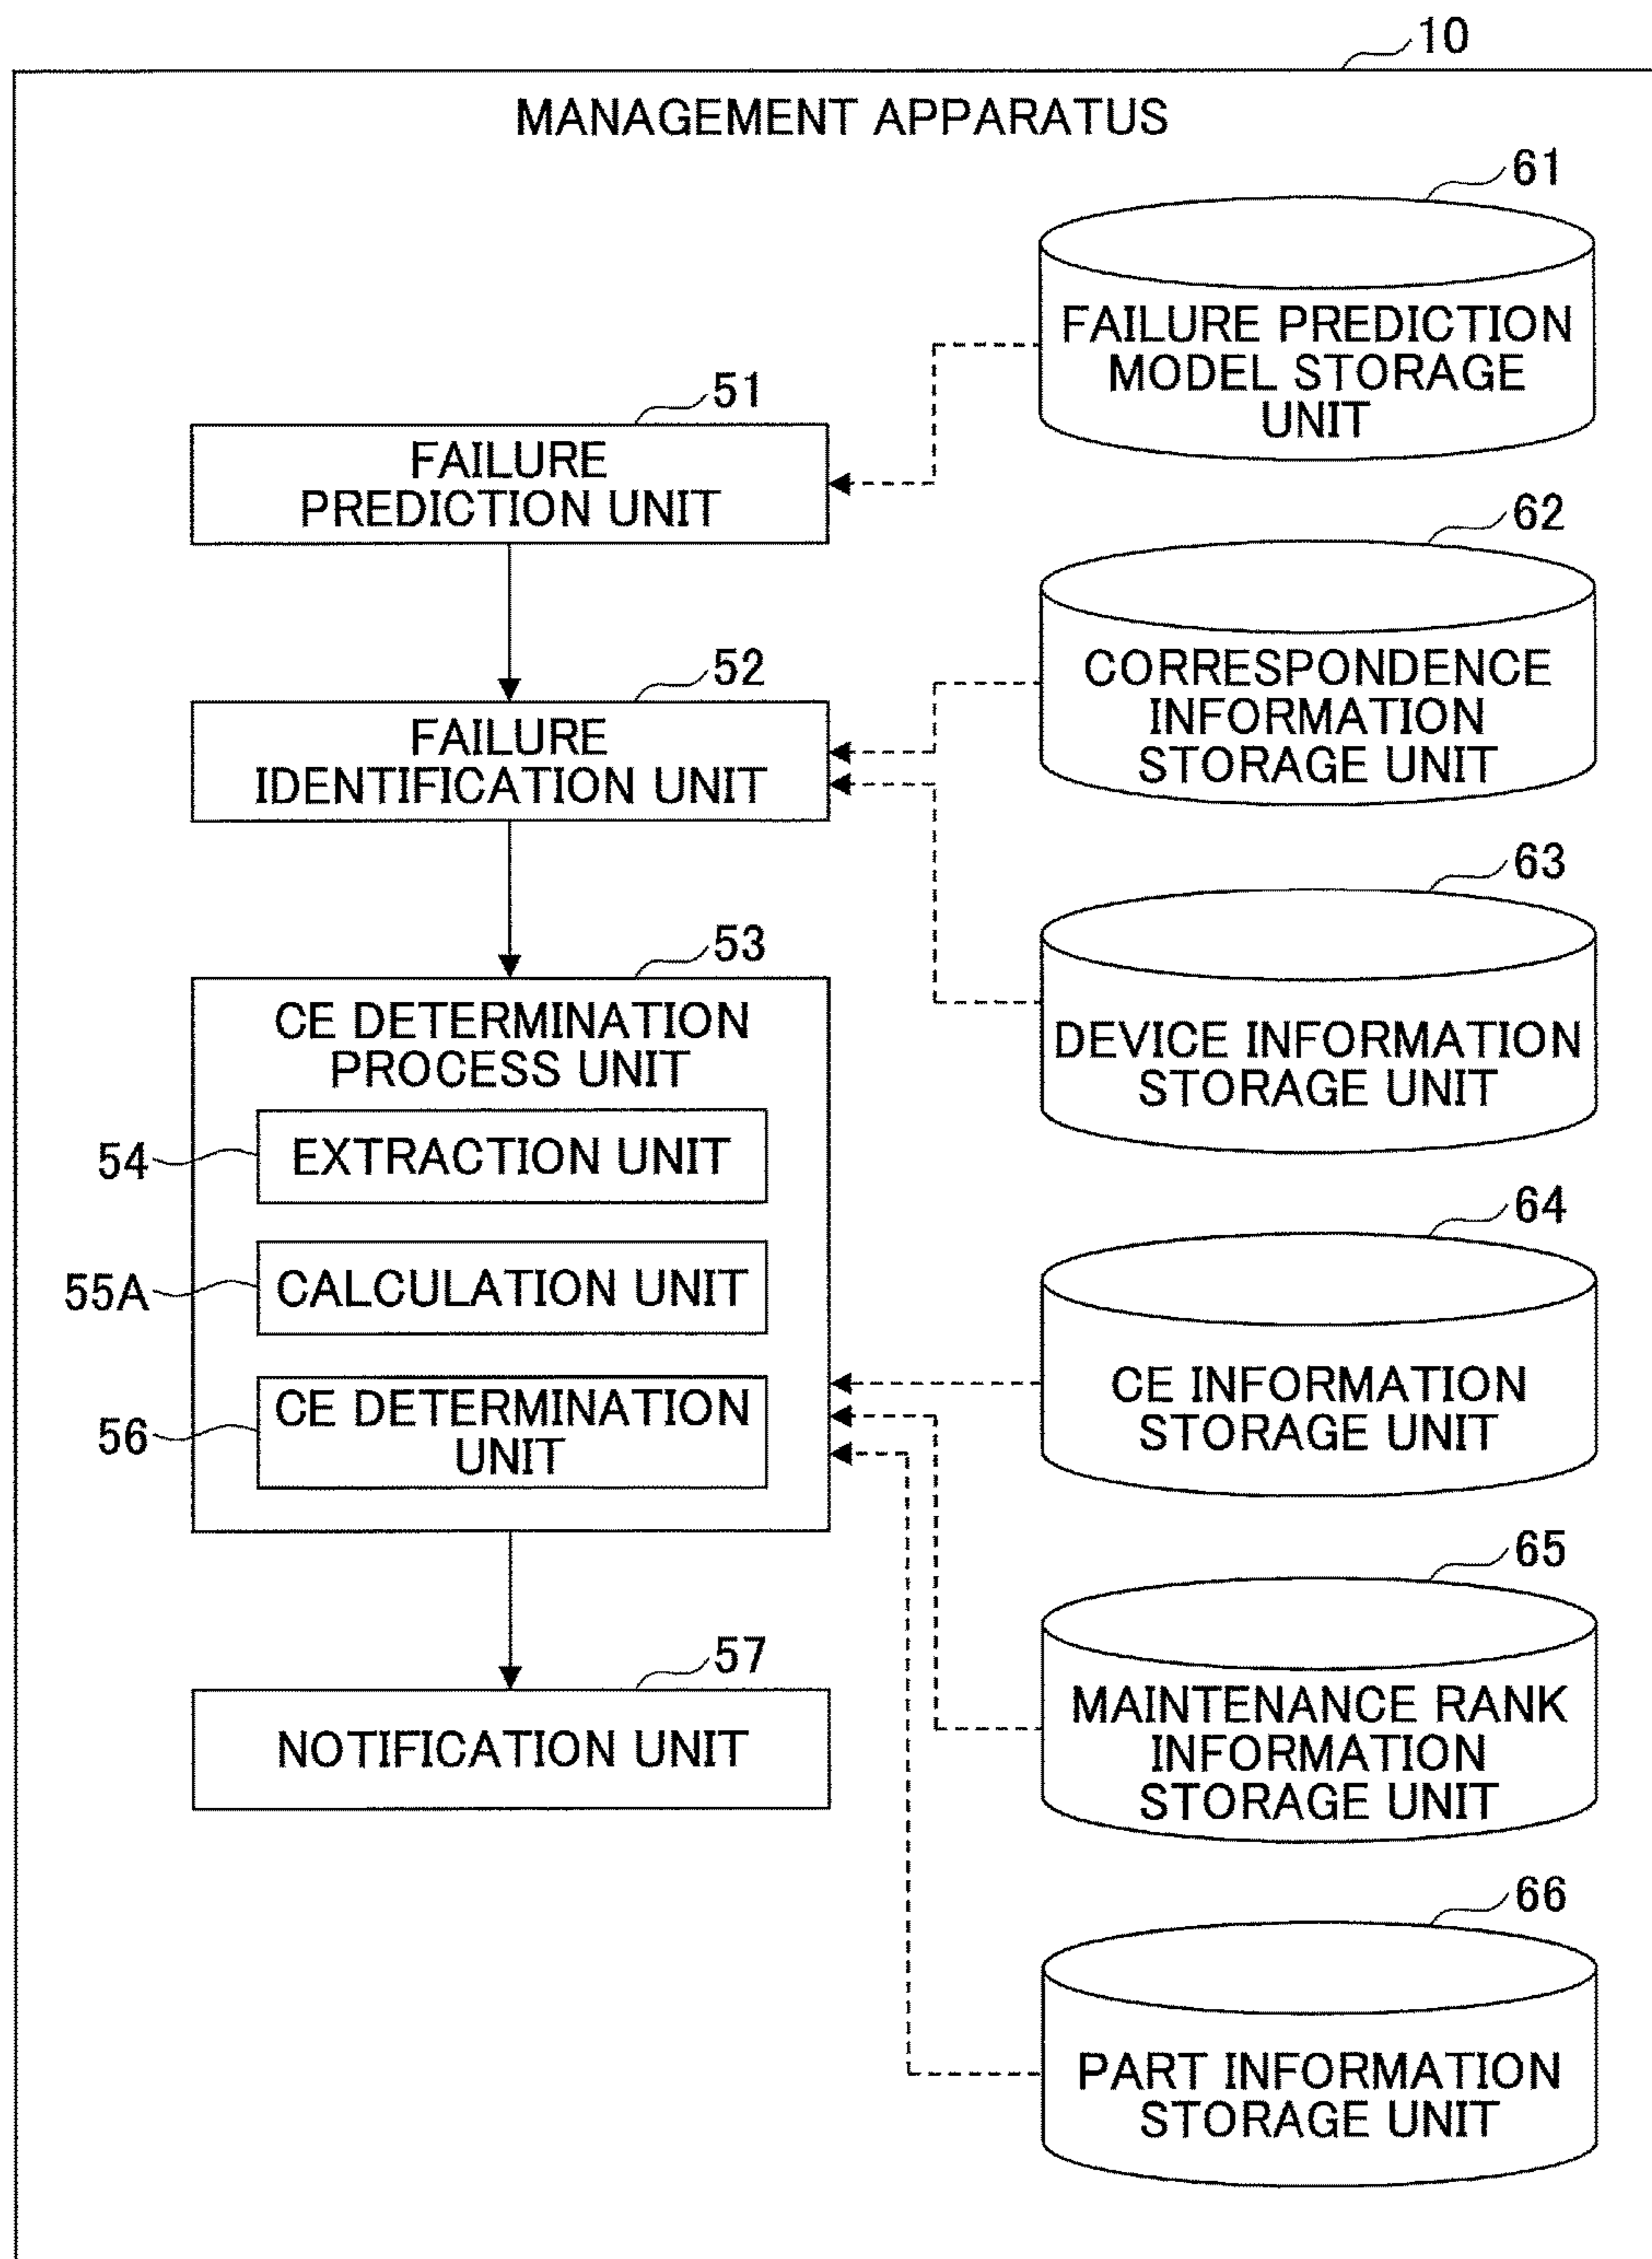 10
MANAGEMENT APPARATUS
61
FAILURE PREDICTION
MODEL STORAGE
UNIT
51
FAILURE
PREDICTION UNIT
62
CORRESPONDENCE
INFORMATION
STORAGE UNIT
52
FAILURE
IDENTIFICATION UNIT
63
DEVICE INFORMATION
STORAGE UNIT
53
CE DETERMINATION
PROCESS UNIT
54
EXTRACTION UNIT
55A
CALCULATION UNIT
56
CE DETERMINATION
UNIT
64
CE INFORMATION
STORAGE UNIT
65
MAINTENANCE RANK
INFORMATION
STORAGE UNIT
57
NOTIFICATION UNIT
66
PART INFORMATION
STORAGE UNIT